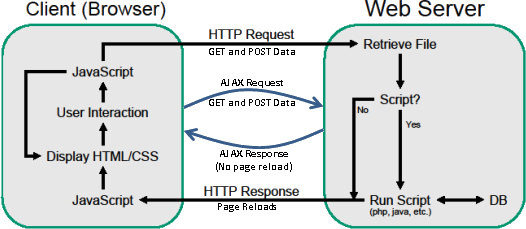 Client (Browser)
Web Server
HTTP Request
GET and POST Data
Retrieve File
JavaScript
AJAX Request
GET and POST Data
Script?
No
User Interaction
Yes
AJAX Response
(No page reload)
Display HTML/CSS
HTTP Response
JavaScript
Page Reloads
Run Script
(php, java, etc.)
DB